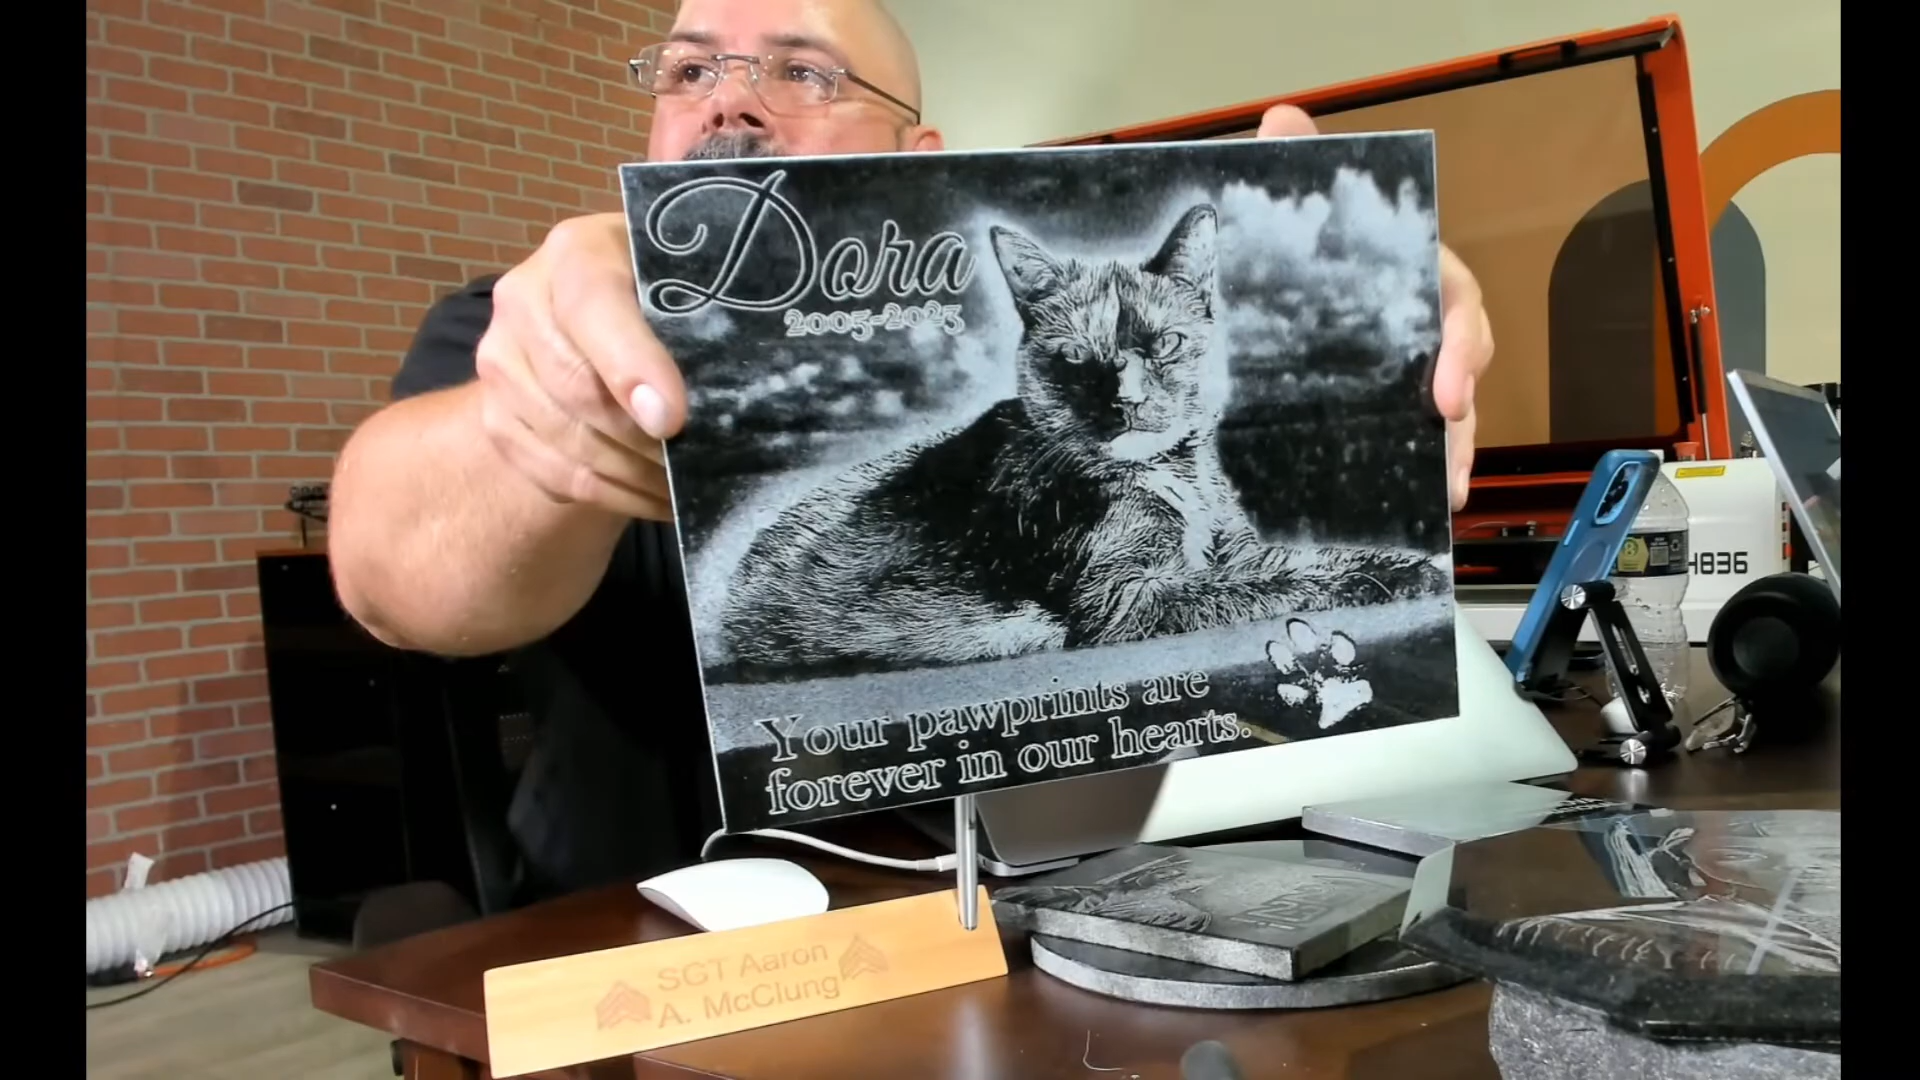 Dora
2005-2023
Your pawprints are
forever in our hearts.
H836
SGT Aaron
A. McClung